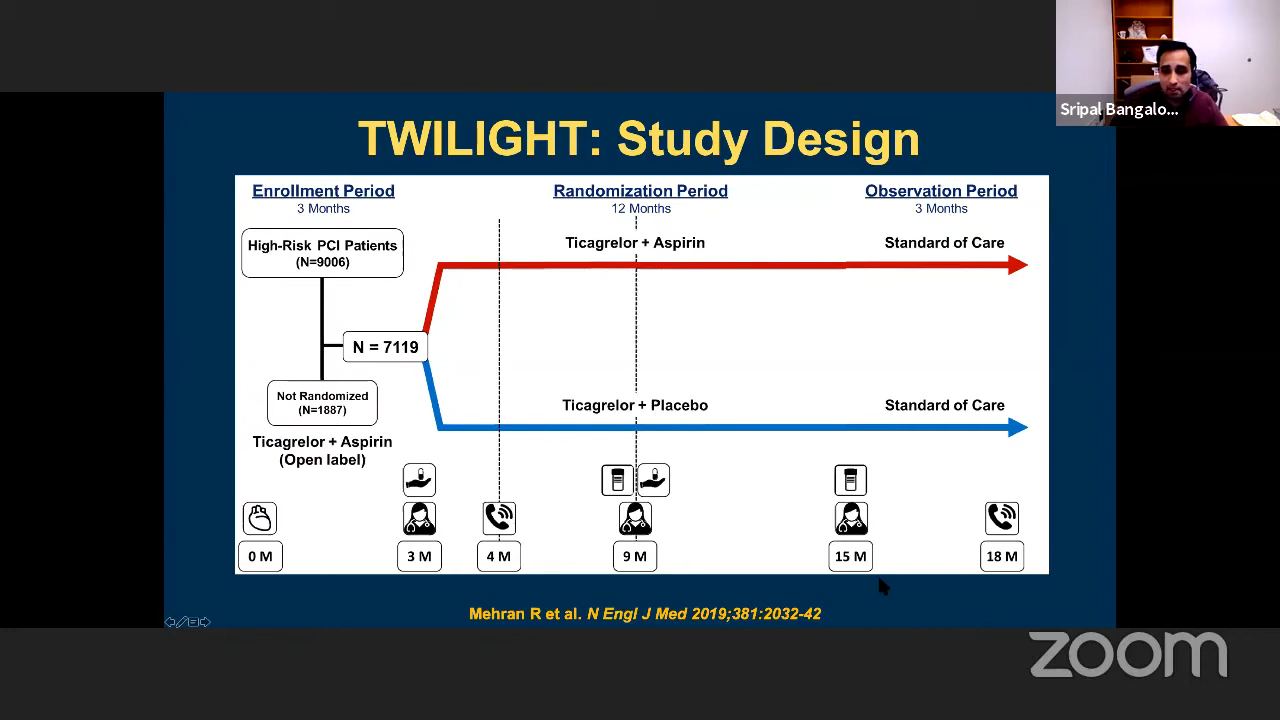 Sripal Bangalo...
TWILIGHT: Study Design
Enrollment Period
3 Months
Randomization Period
12 Months
Observation Period
3 Months
High-Risk PCI Patients
(N=9006)
Ticagrelor + Aspirin
Standard of Care
N = 7119
Not Randomized
(N=1887)
Ticagrelor + Aspirin
(Open label)
Ticagrelor + Placebo
Standard of Care
0 M
3 M
4 M
9 M
15 M
18 M
Mehran R et al. N Engl J Med 2019;381:2032-42
zoom